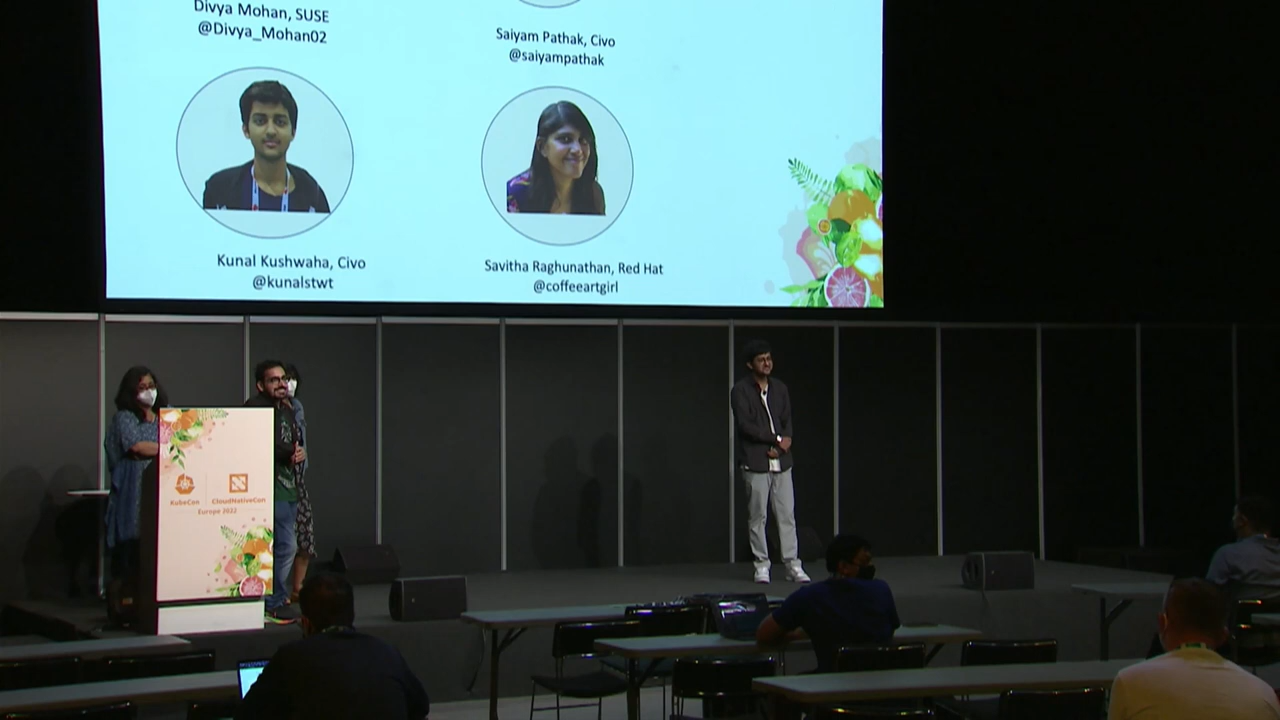 Divya Mohan, SUSE
@Divya_Mohan02
Saiyam Pathak, Civo
@saiyampathak
Kunal Kushwaha, Civo
@kunalstwt
Savitha Raghunathan, Red Hat
@coffeeartgirl
KubeCon
CloudNativeCon
Europe 2022